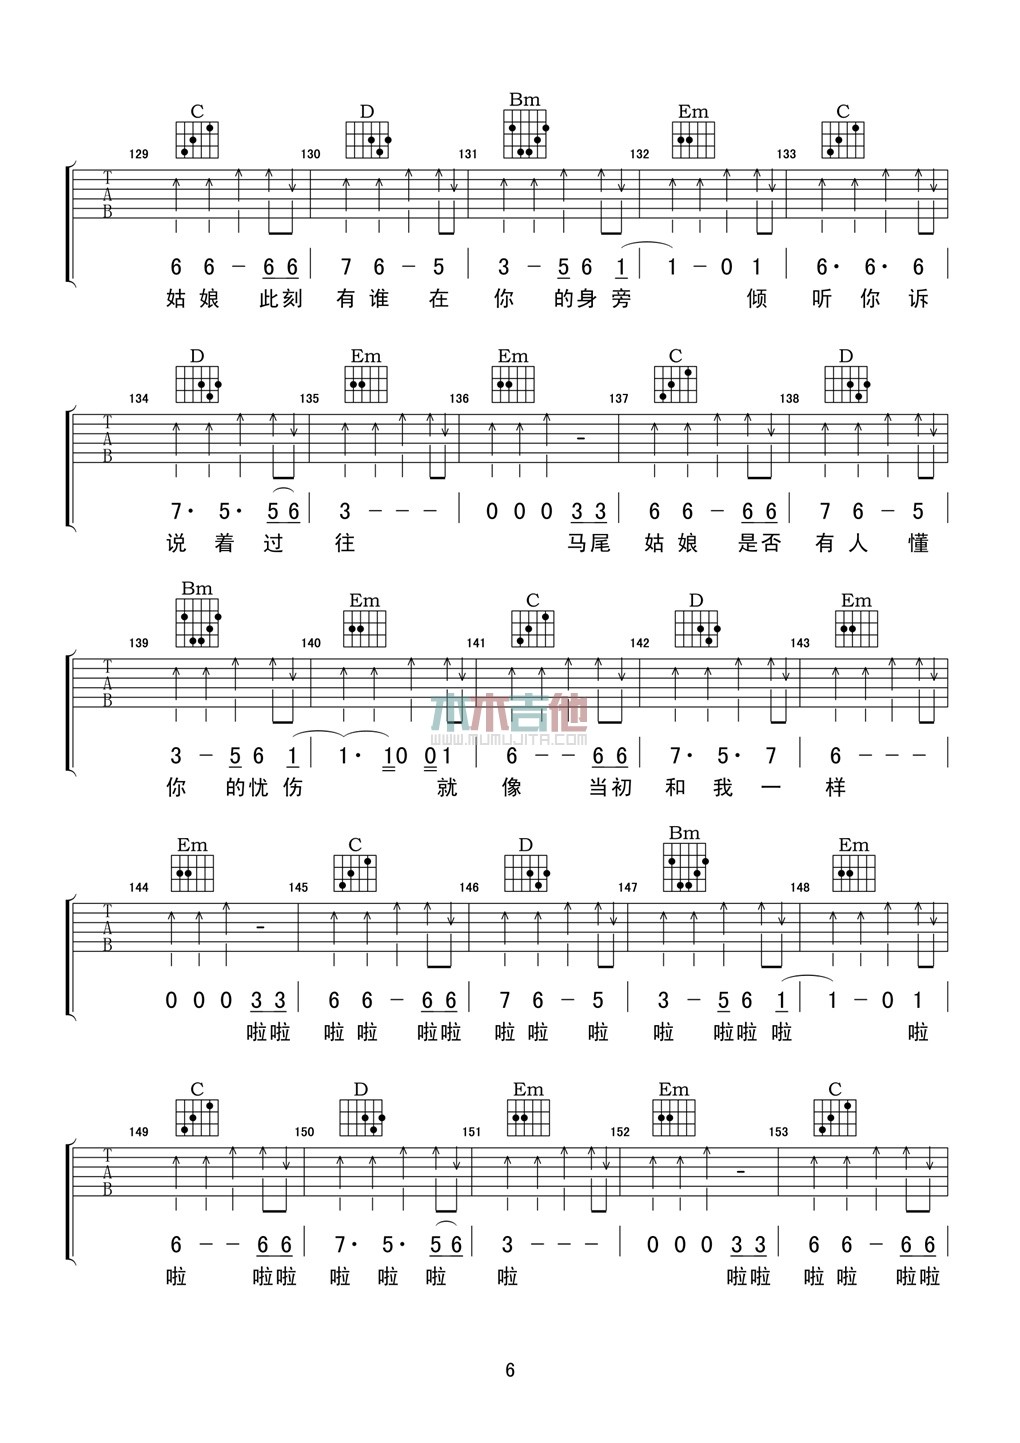 C D Bm Em C
129 130 131 132 133
T
A
B
6 6 - 6 6 | 7 6 - 5 | 3 - 5 6 1 | 1 - 0 1 | 6· 6· 6 |
姑 娘 此刻 有谁 在 你 的身旁 倾 听 你 诉
D Em Em C D
134 135 136 137 138
T
A
B
7· 5· 5 6 | 3 - - - | 0 0 0 3 3 | 6 6 - 6 6 | 7 6 - 5 |
说 着 过 往 马尾 姑 娘 是否 有 人 懂
Bm Em C D Em
139 140 141 142 143
T
A
B
木木吉他
WWW.MUMUJITA.COM
3 - 5 6 1 | 1· 1 0 0 1 | 6 - - 6 6 | 7· 5· 7 | 6 - - - |
你 的忧伤 就 像 当初 和 我 一 样
Em C D Bm Em
144 145 146 147 148
T
A
B
0 0 0 3 3 | 6 6 - 6 6 | 7 6 - 5 | 3 - 5 6 1 | 1 - 0 1 |
啦啦 啦 啦 啦啦 啦 啦 啦 啦 啦啦 啦 啦
C D Em Em C
149 150 151 152 153
T
A
B
6 - - 6 6 | 7· 5· 5 6 | 3 - - - | 0 0 0 3 3 | 6 6 - 6 6 |
啦 啦啦 啦 啦 啦 啦 啦啦 啦 啦 啦啦
6